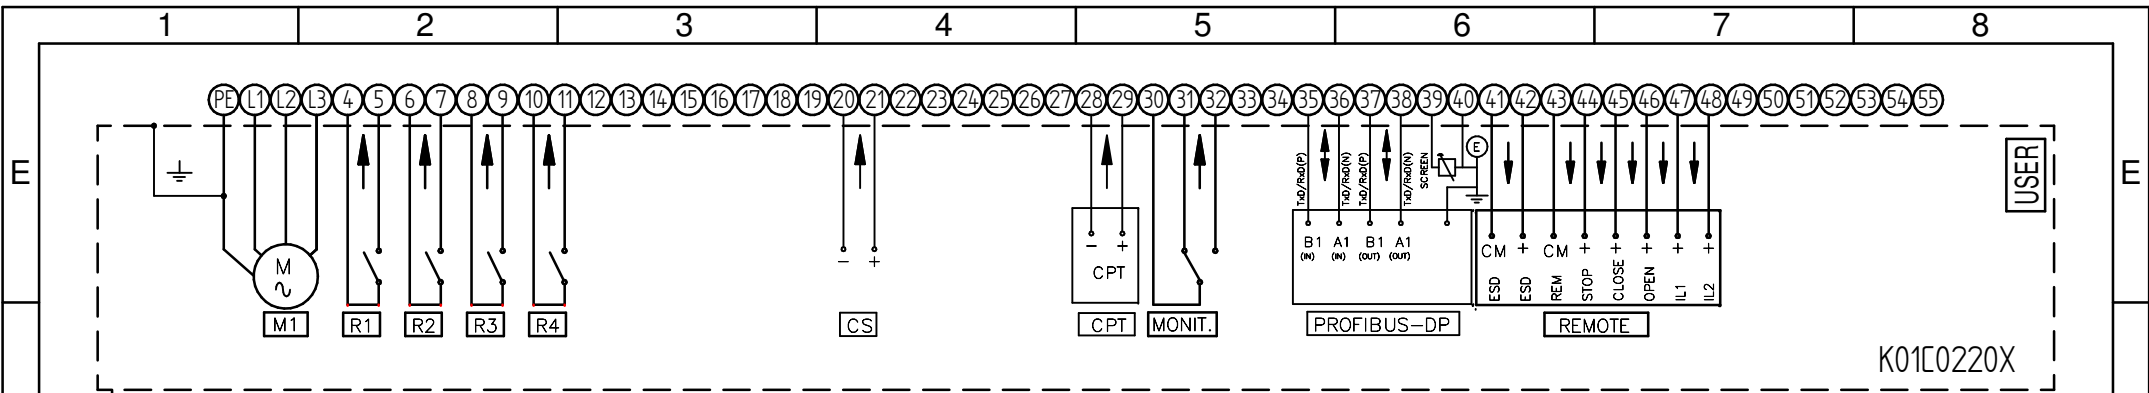 1 2 3 4 5 6 7 8
PE L1 L2 L3 4 5 6 7 8 9 10 11 12 13 14 15 16 17 18 19 20 21 22 23 24 25 26 27 28 29 30 31 32 33 34 35 36 37 38 39 40 41 42 43 44 45 46 47 48 49 50 51 52 53 54 55
E E
USER
TxD/RxD(P) TxD/RxD(N) TxD/RxD(P) TxD/RxD(N) SCREEN
E
B1 A1 B1 A1
(IN) (IN) (OUT) (OUT)
CM + CM + + + + +
ESD ESD REM STOP CLOSE OPEN IL1 IL2
M
∿
− +
− +
CPT
M1 R1 R2 R3 R4 CS CPT MONIT. PROFIBUS-DP REMOTE
K01C0220X